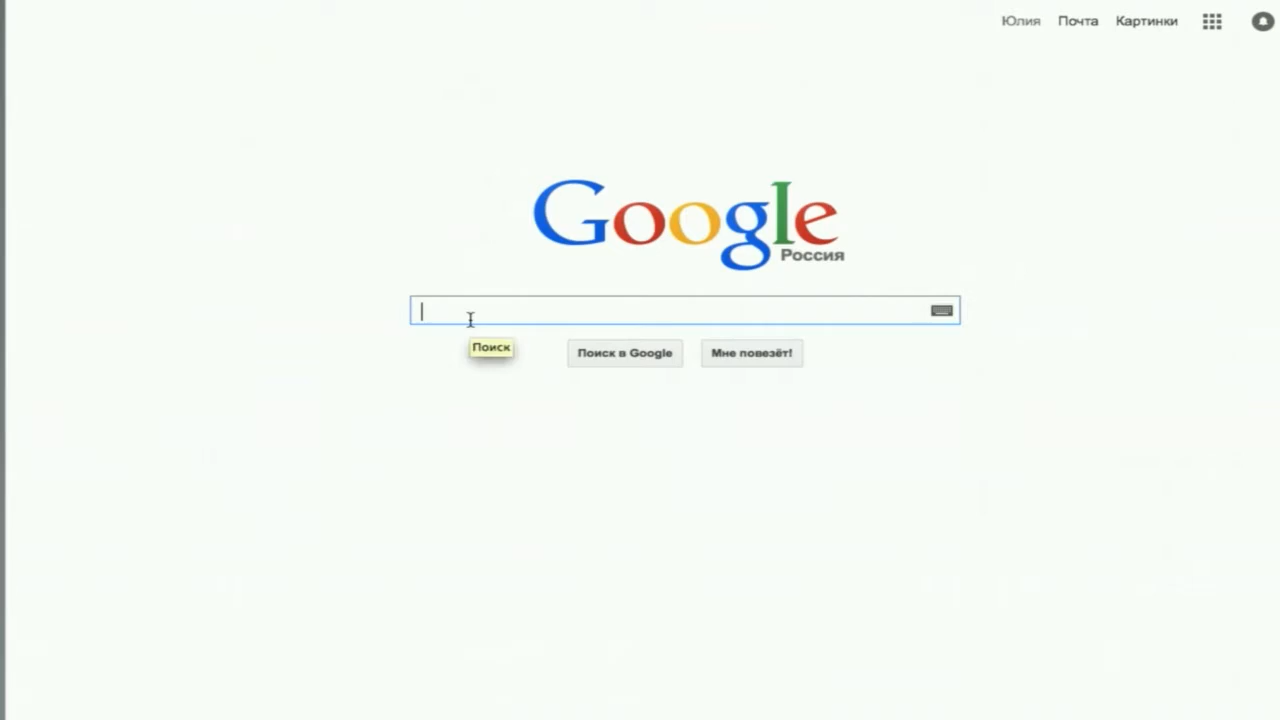 Юлия Почта Картинки
Google
Россия
Поиск
Поиск в Google Мне повезёт!